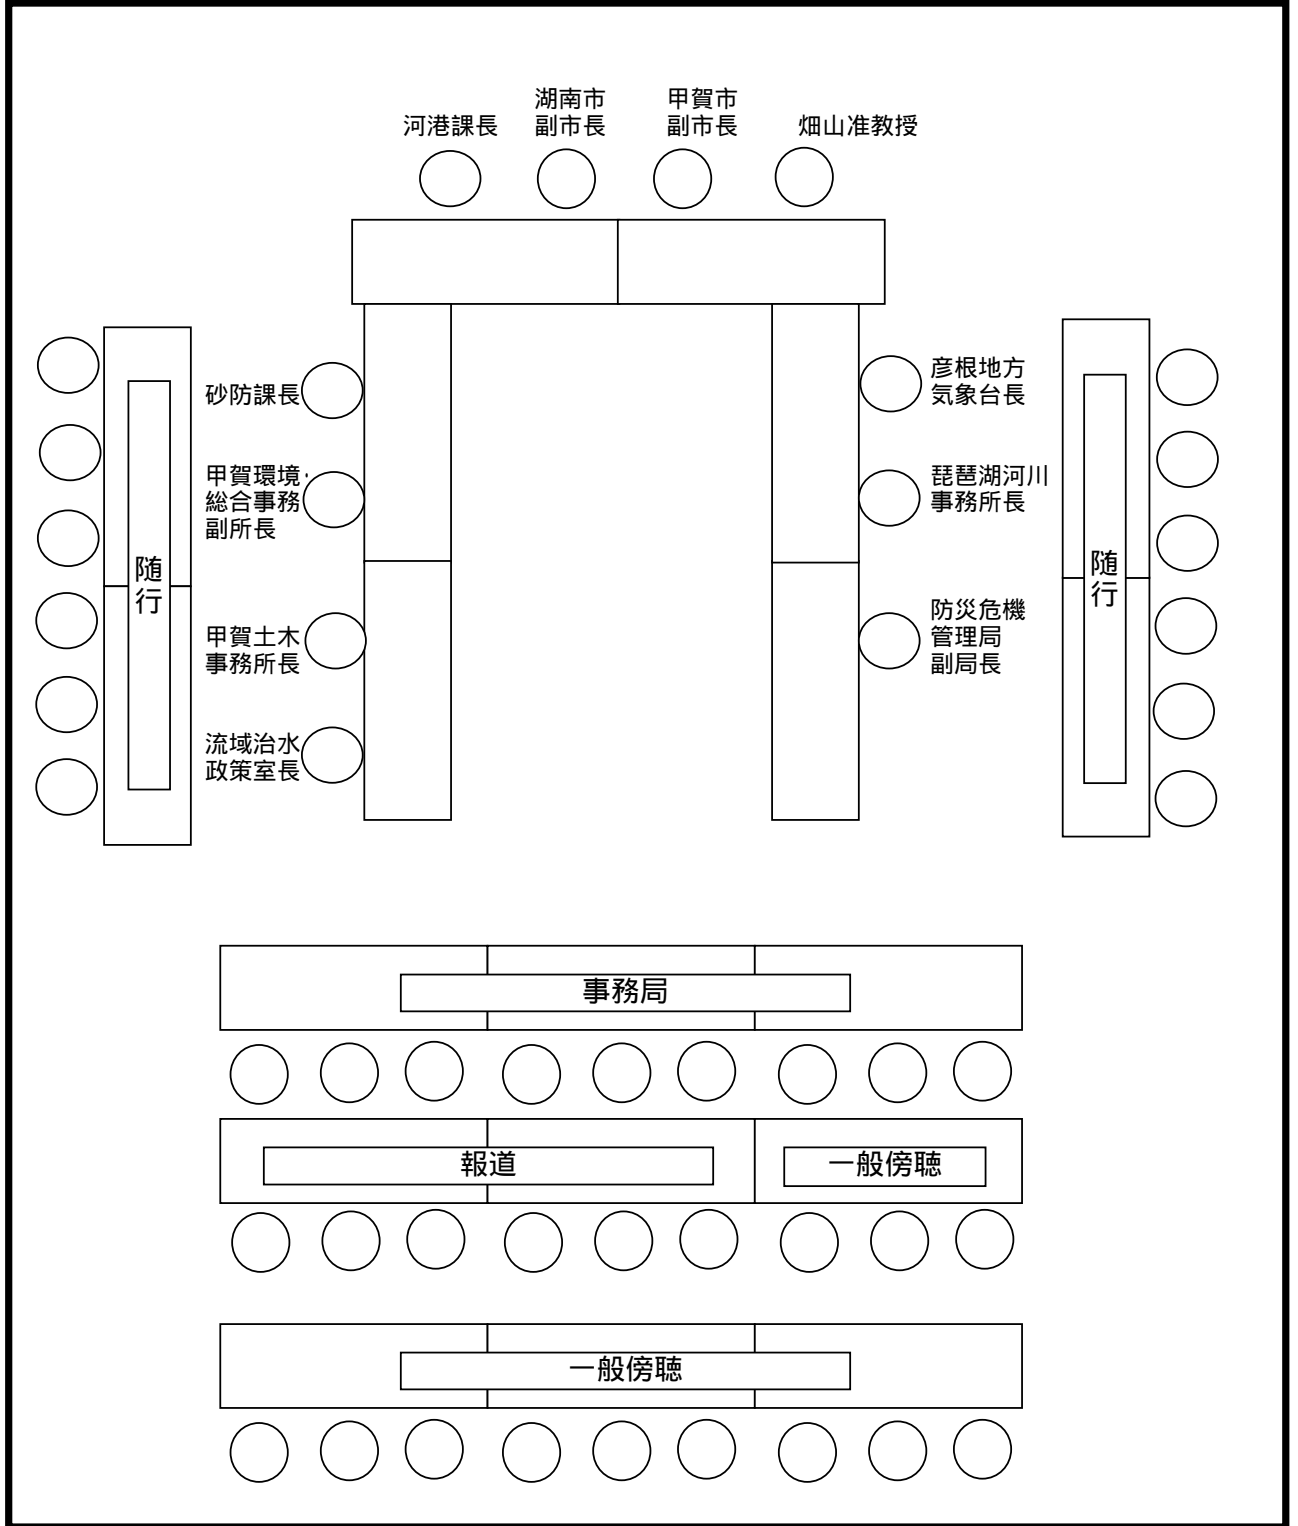 河港課長
湖南市
副市長
甲賀市
副市長
畑山准教授
砂防課長
甲賀環境・
総合事務
副所長
甲賀土木
事務所長
流域治水
政策室長
彦根地方
気象台長
琵琶湖河川
事務所長
防災危機
管理局
副局長
随
行
随
行
事務局
報道
一般傍聴
一般傍聴